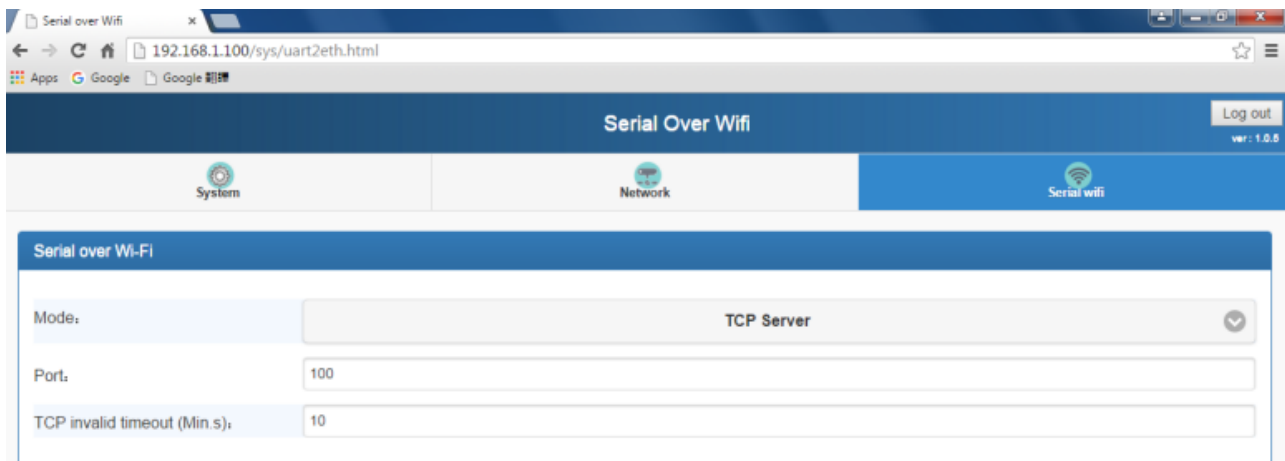 Serial over Wifi
192.168.1.100/sys/uart2eth.html
Apps Google Google
Serial Over Wifi
Log out
ver: 1.0.5
System
Network
Serial wifi
Serial over Wi-Fi
Mode:
TCP Server
Port:
100
TCP invalid timeout (Min.s):
10